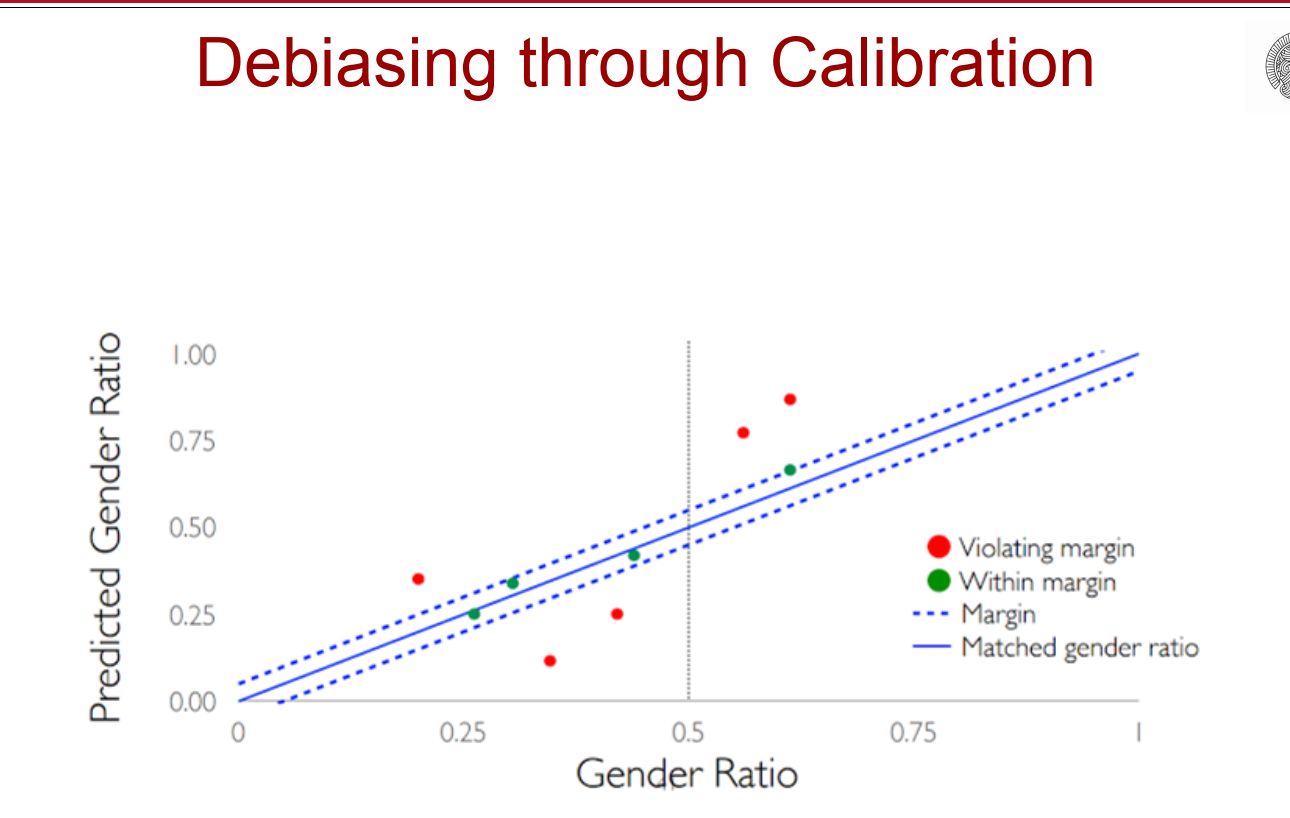 Debiasing through Calibration
Predicted Gender Ratio
1.00
0.75
0.50
0.25
0.00
Violating margin
Within margin
Margin
Matched gender ratio
0 0.25 0.5 0.75 1
Gender Ratio